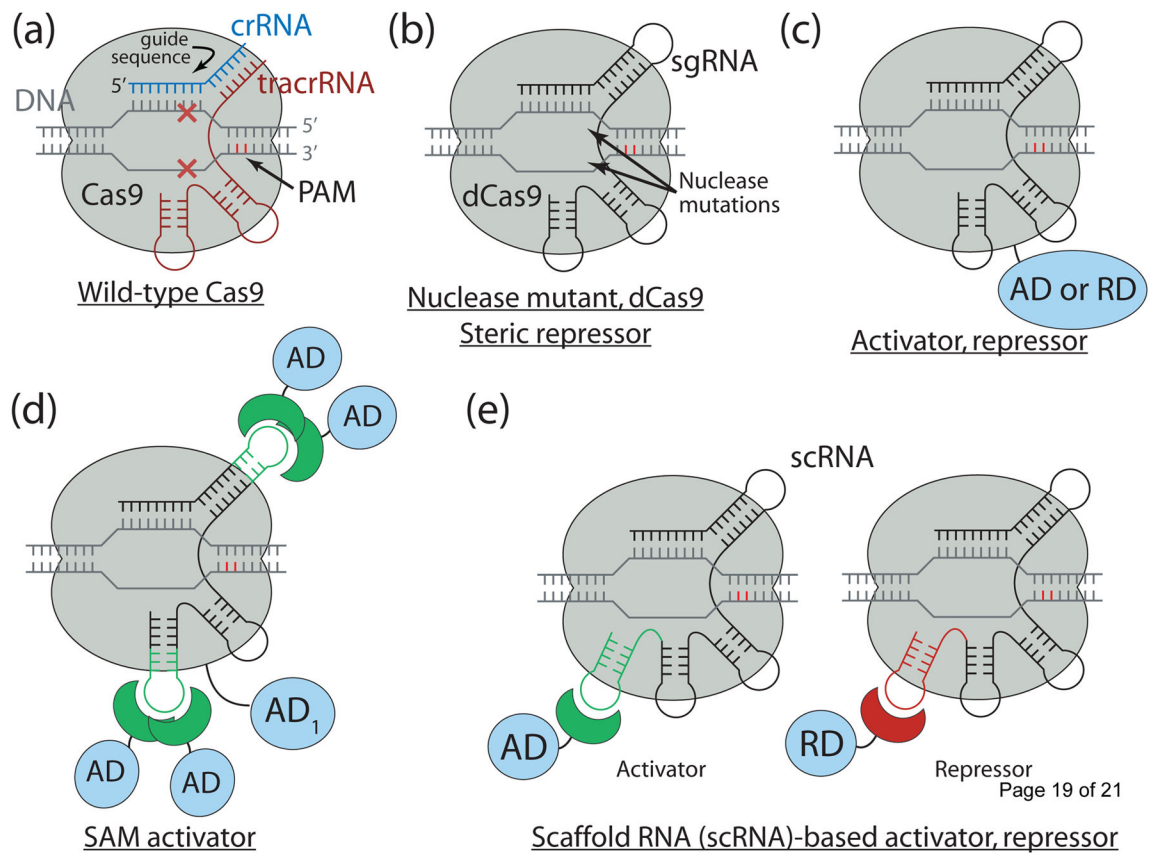 (a)
crRNA
guide
sequence
5′
tracrRNA
DNA
5′
3′
Cas9
PAM
Wild-type Cas9
(b)
sgRNA
dCas9
Nuclease
mutations
Nuclease mutant, dCas9
Steric repressor
(c)
AD or RD
Activator, repressor
(d)
AD
AD
AD1
AD
AD
SAM activator
(e)
scRNA
AD
Activator
RD
Repressor
Page 19 of 21
Scaffold RNA (scRNA)-based activator, repressor